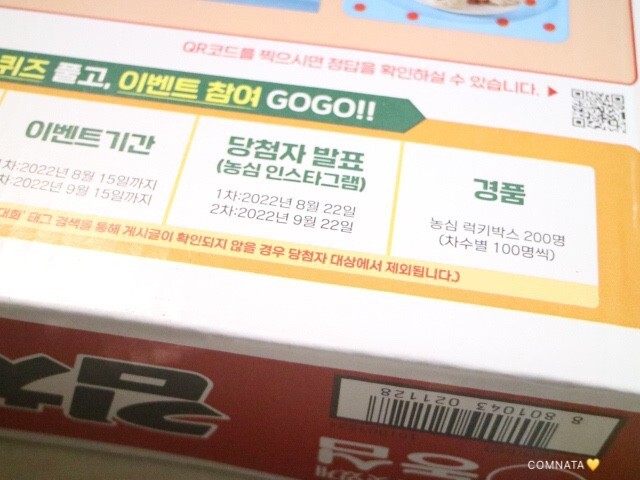 QR코드를 찍으시면 정답을 확인하실 수 있습니다. ▶
퀴즈 풀고, 이벤트 참여 GOGO!!
이벤트기간
차:2022년 8월 15일까지
차:2022년 9월 15일까지
당첨자 발표
(농심 인스타그램)
1차:2022년 8월 22일
2차:2022년 9월 22일
경품
농심 럭키박스 200명
(차수별 100명씩)
태그 검색을 통해 게시글이 확인되지 않을 경우 당첨자 대상에서 제외됩니다.)
8 801043 021128
농심
COMNATA💛